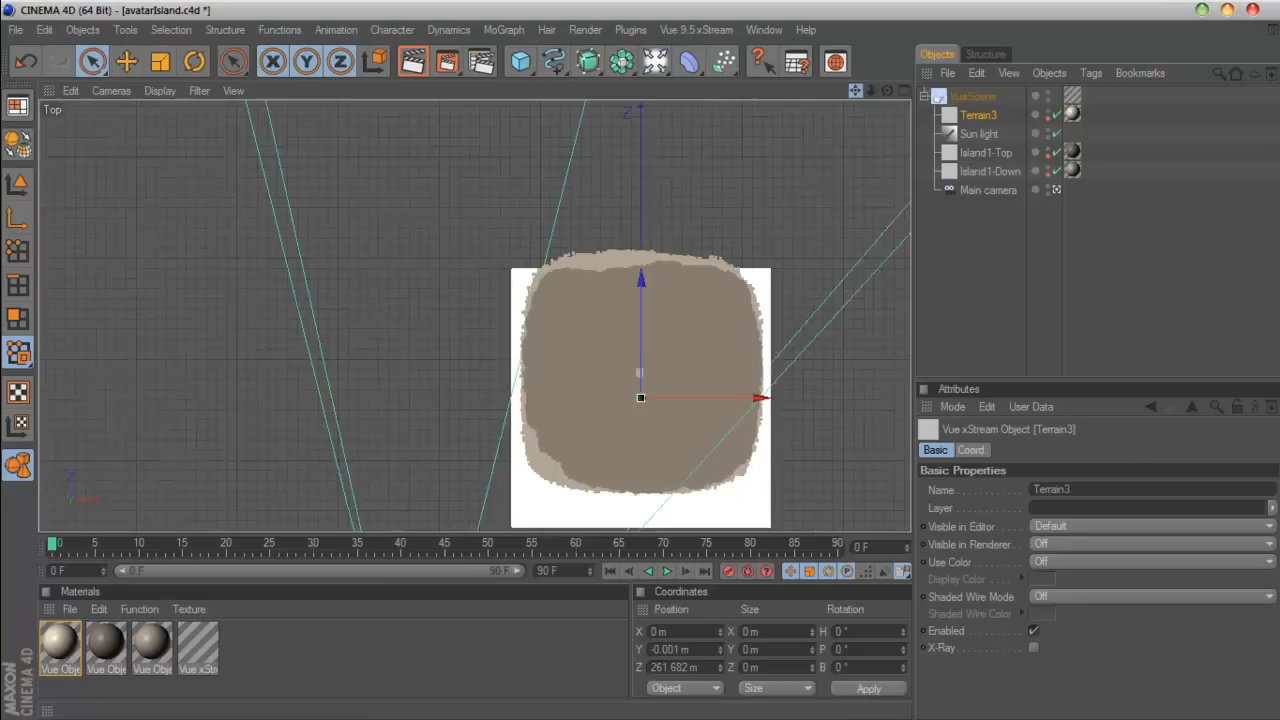 CINEMA 4D (64 Bit) - [avatarIsland.c4d *]
File Edit Objects Tools Selection Structure Functions Animation Character Dynamics MoGraph Hair Render Plugins Vue 9.5 xStream Window Help
Objects Structure
File Edit View Objects Tags Bookmarks
Edit Cameras Display Filter View
Top
Z
VueScene
Terrain3
Sun light
Island1-Top
Island1-Down
Main camera
Attributes
Mode Edit User Data
Vue xStream Object [Terrain3]
Basic Coord.
Basic Properties
Name Terrain3
Layer
Visible in Editor Default
Visible in Renderer Off
Use Color Off
Display Color
Shaded Wire Mode Off
Shaded Wire Color
Enabled
X-Ray
Z X
0 5 10 15 20 25 30 35 40 45 50 55 60 65 70 75 80 85 90 0 F
0 F 0 F 90 F 90 F
Materials
File Edit Function Texture
Vue Obje Vue Obje Vue Obje Vue xStr
Coordinates
Position Size Rotation
X 0 m X 0 m H 0 °
Y -0.001 m Y 0 m P 0 °
Z 261.682 m Z 0 m B 0 °
Object Size Apply
MAXON
CINEMA 4D